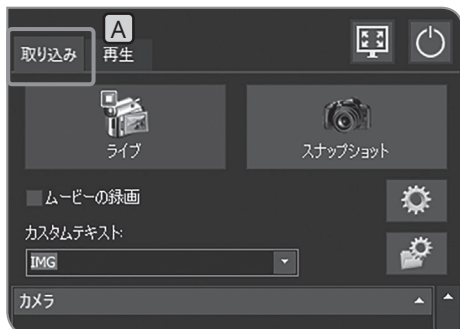 A
取り込み 再生
ライブ スナップショット
ムービーの録画
カスタムテキスト:
IMG
カメラ